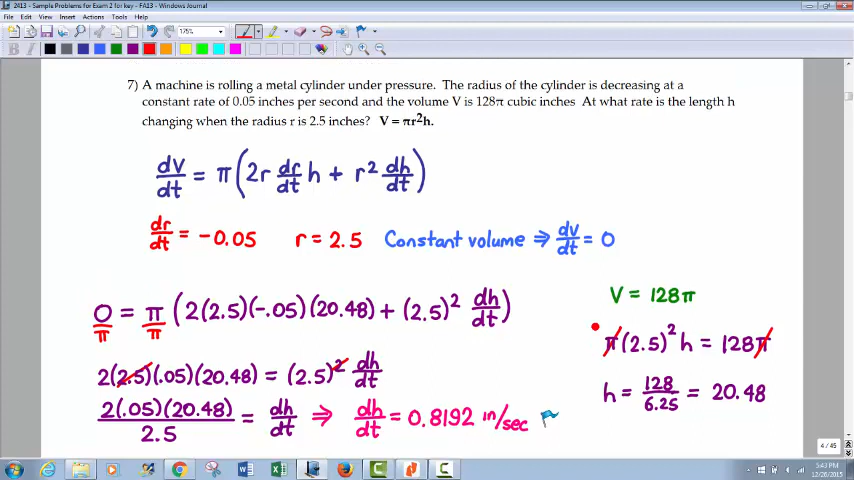 2413 - Sample Problems for Exam 2 for key - FA13 - Windows Journal
File Edit View Insert Actions Tools Help
175%
7) A machine is rolling a metal cylinder under pressure. The radius of the cylinder is decreasing at a
constant rate of 0.05 inches per second and the volume V is 128π cubic inches At what rate is the length h
changing when the radius r is 2.5 inches? V = πr²h.
dV/dt = π(2r dr/dt h + r² dh/dt)
dr/dt = -0.05 r = 2.5 Constant volume ⇒ dV/dt = 0
V = 128π
0 = π (2(2.5)(-.05)(20.48) + (2.5)² dh/dt)
π π
π(2.5)² h = 128π
2(2.5)(.05)(20.48) = (2.5)² dh/dt
h = 128/6.25 = 20.48
2(.05)(20.48)/2.5 = dh/dt ⇒ dh/dt = 0.8192 in/sec
4 / 45
5:43 PM
12/26/2015